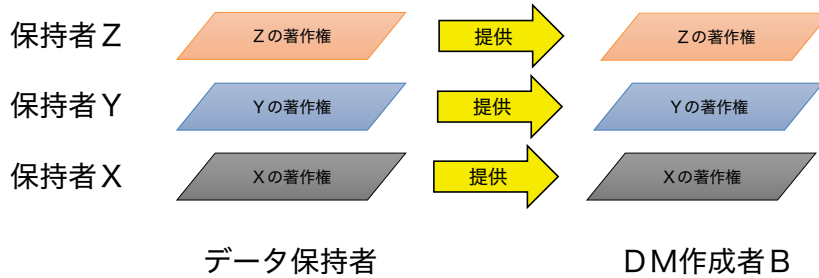 保持者Z Zの著作権 提供 Zの著作権
保持者Y Yの著作権 提供 Yの著作権
保持者X Xの著作権 提供 Xの著作権
データ保持者 DM作成者B